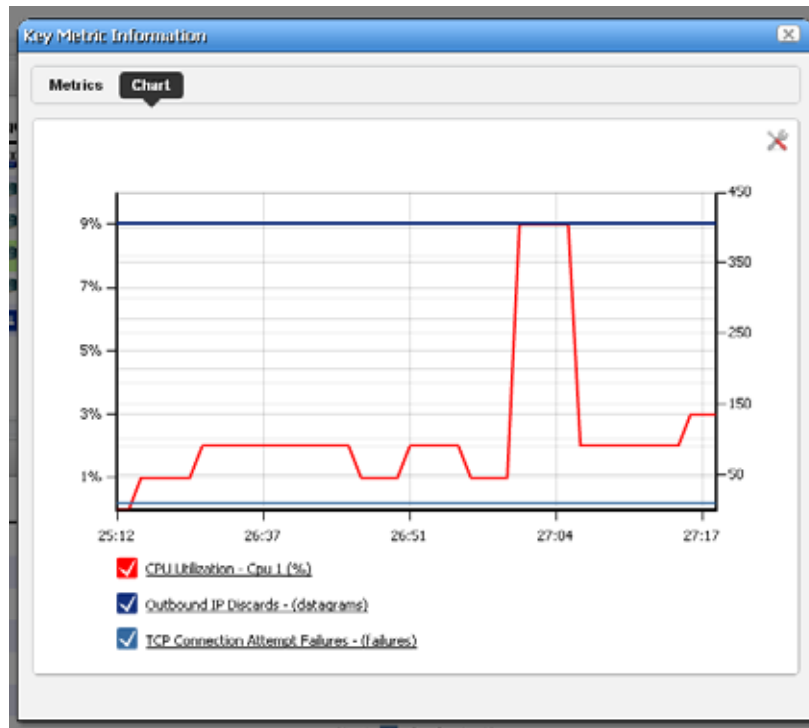 Key Metric Information
Metrics Chart
450
9%
350
7%
250
5%
150
3%
50
1%
25:12 26:37 26:51 27:04 27:17
CPU Utilization - Cpu 1 (%)
Outbound IP Discards - (datagrams)
TCP Connection Attempt Failures - (failures)